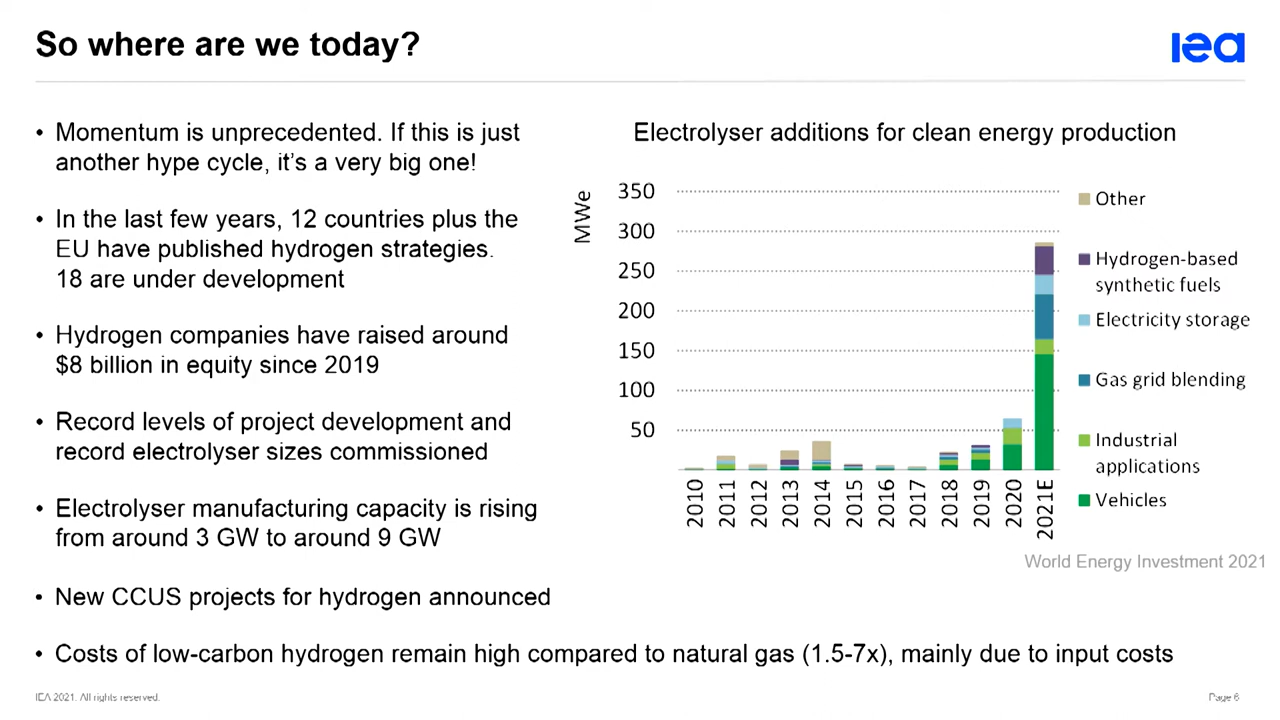 So where are we today?
iea
• Momentum is unprecedented. If this is just
another hype cycle, it's a very big one!
• In the last few years, 12 countries plus the
EU have published hydrogen strategies.
18 are under development
• Hydrogen companies have raised around
$8 billion in equity since 2019
• Record levels of project development and
record electrolyser sizes commissioned
• Electrolyser manufacturing capacity is rising
from around 3 GW to around 9 GW
• New CCUS projects for hydrogen announced
• Costs of low-carbon hydrogen remain high compared to natural gas (1.5-7x), mainly due to input costs
Electrolyser additions for clean energy production
MWe
350
300
250
200
150
100
50
2010
2011
2012
2013
2014
2015
2016
2017
2018
2019
2020
2021E
Other
Hydrogen-based
synthetic fuels
Electricity storage
Gas grid blending
Industrial
applications
Vehicles
World Energy Investment 2021
IEA 2021. All rights reserved.
Page 6